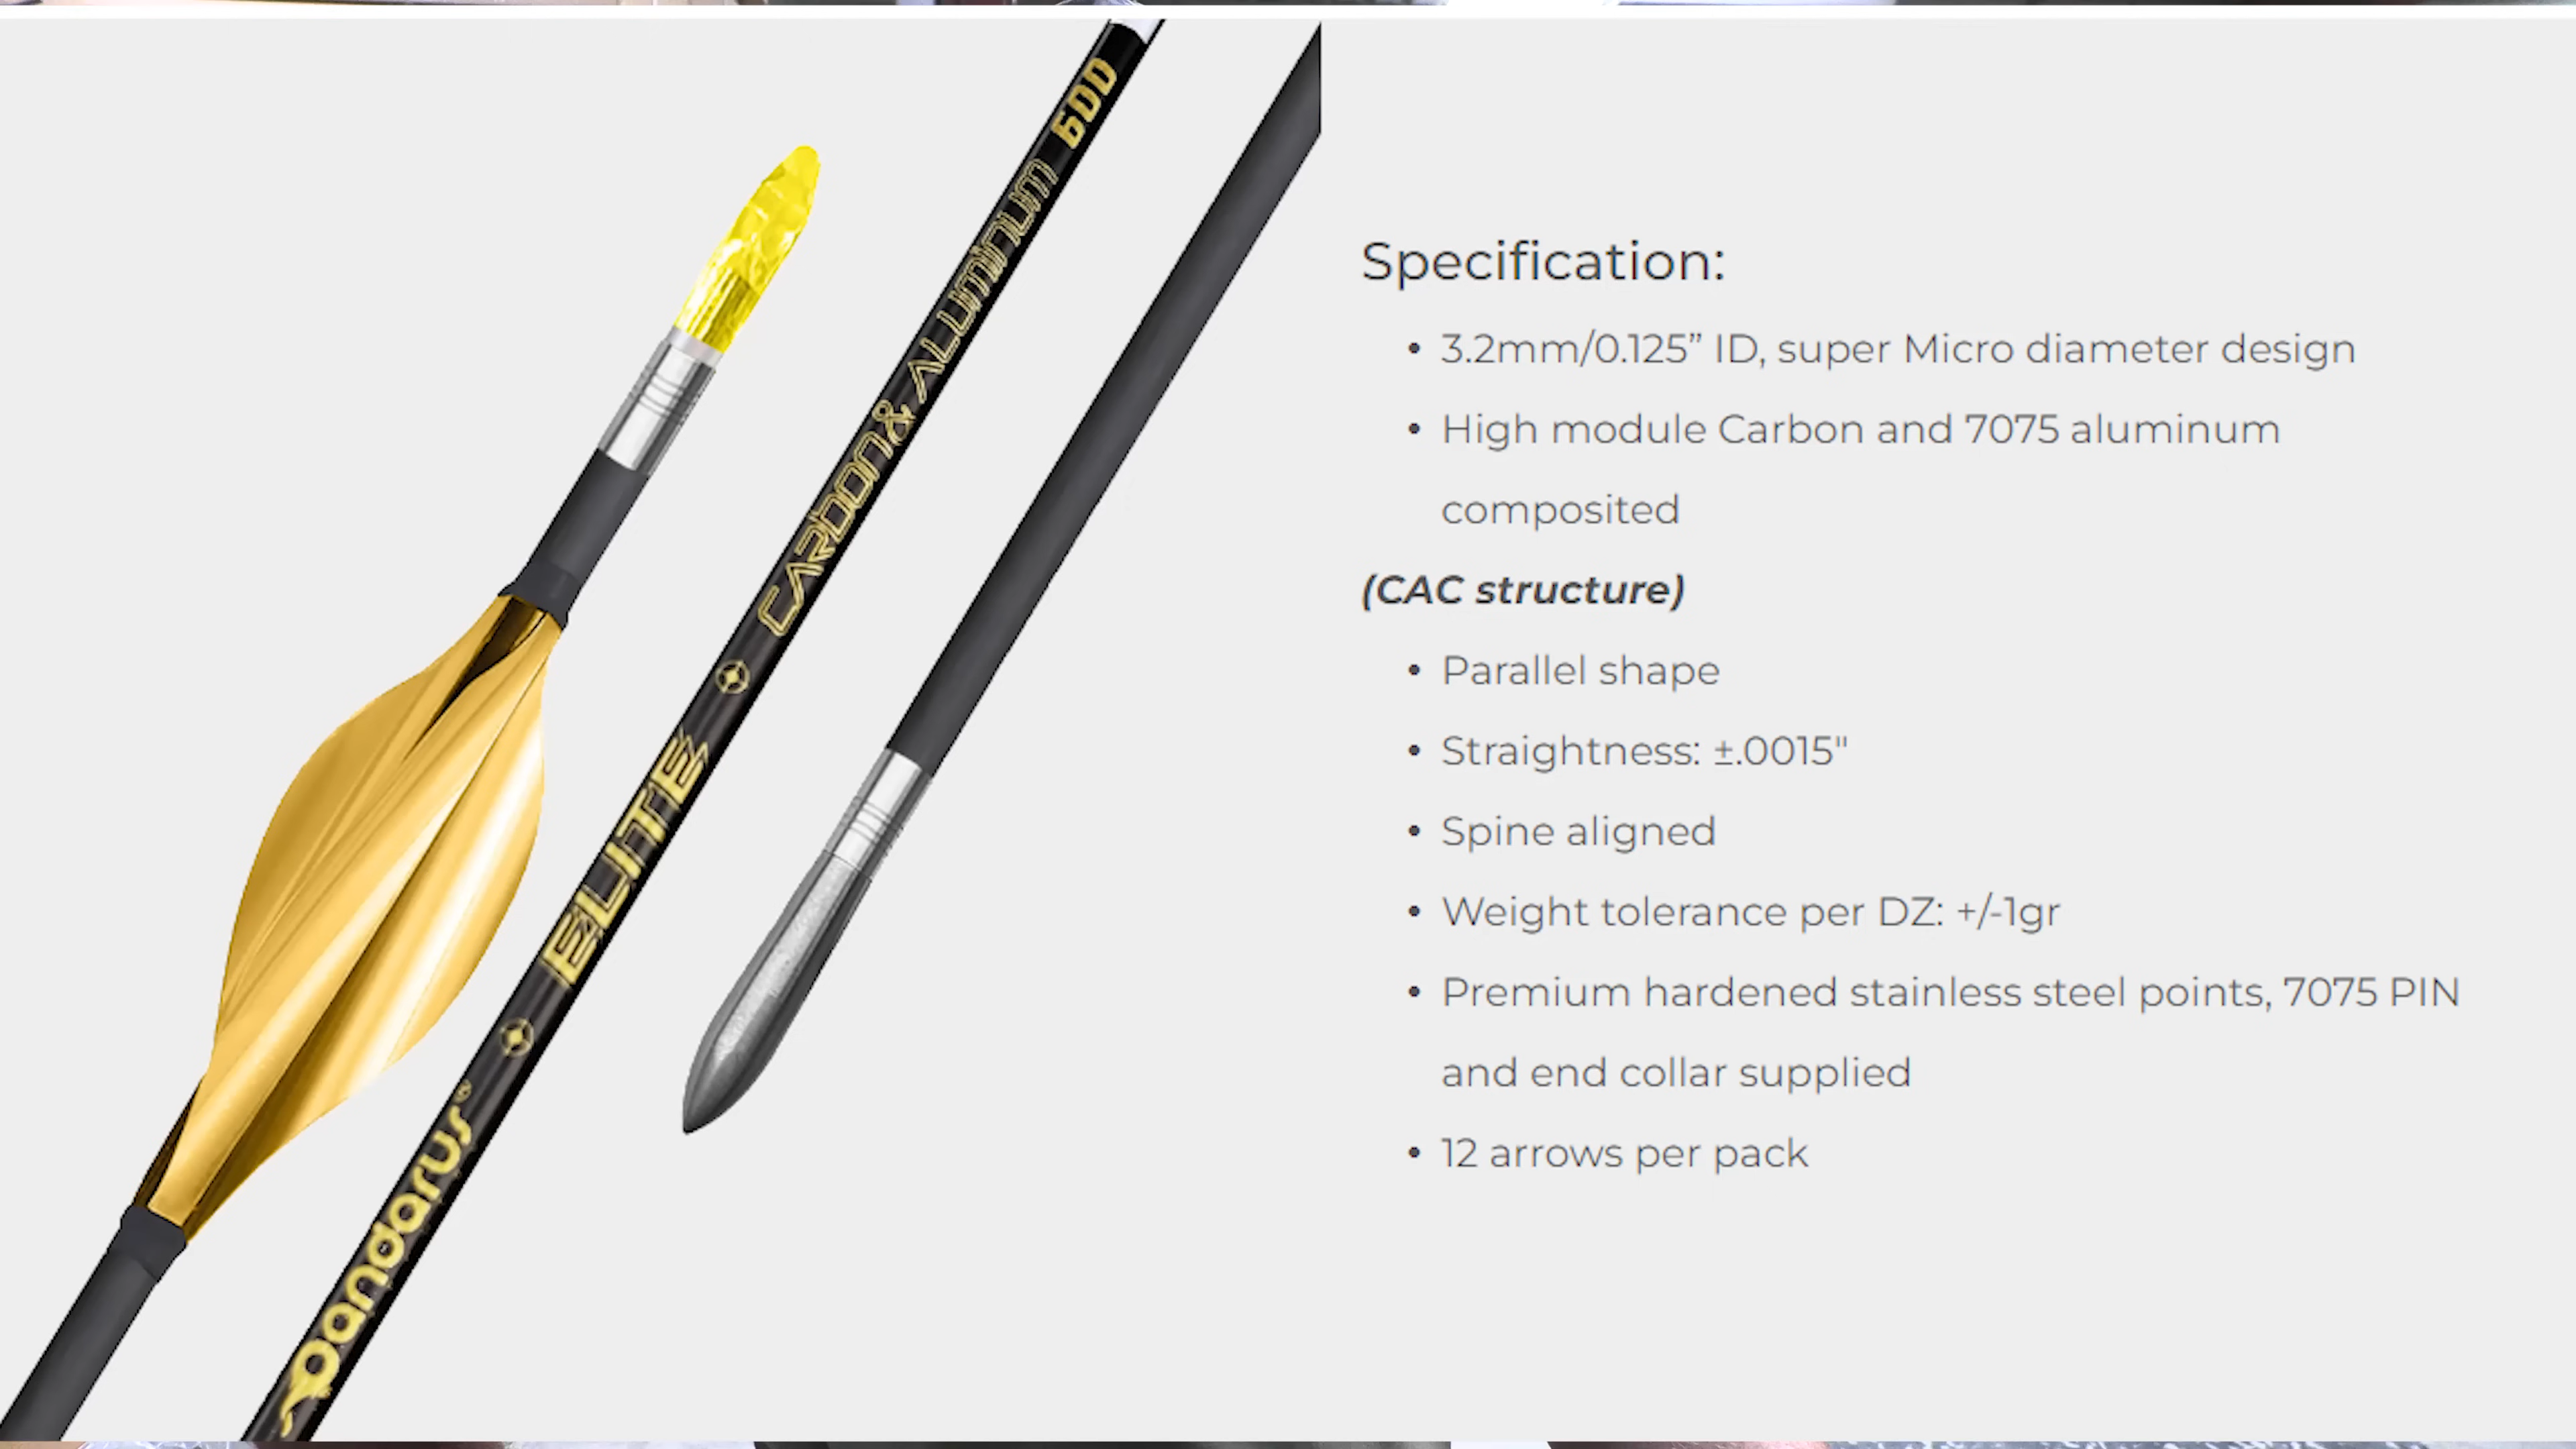 pandarus® ELITE CARBON & ALUMINUM 600
Specification:
• 3.2mm/0.125” ID, super Micro diameter design
• High module Carbon and 7075 aluminum
composited
(CAC structure)
• Parallel shape
• Straightness: ±.0015"
• Spine aligned
• Weight tolerance per DZ: +/-1gr
• Premium hardened stainless steel points, 7075 PIN
and end collar supplied
• 12 arrows per pack